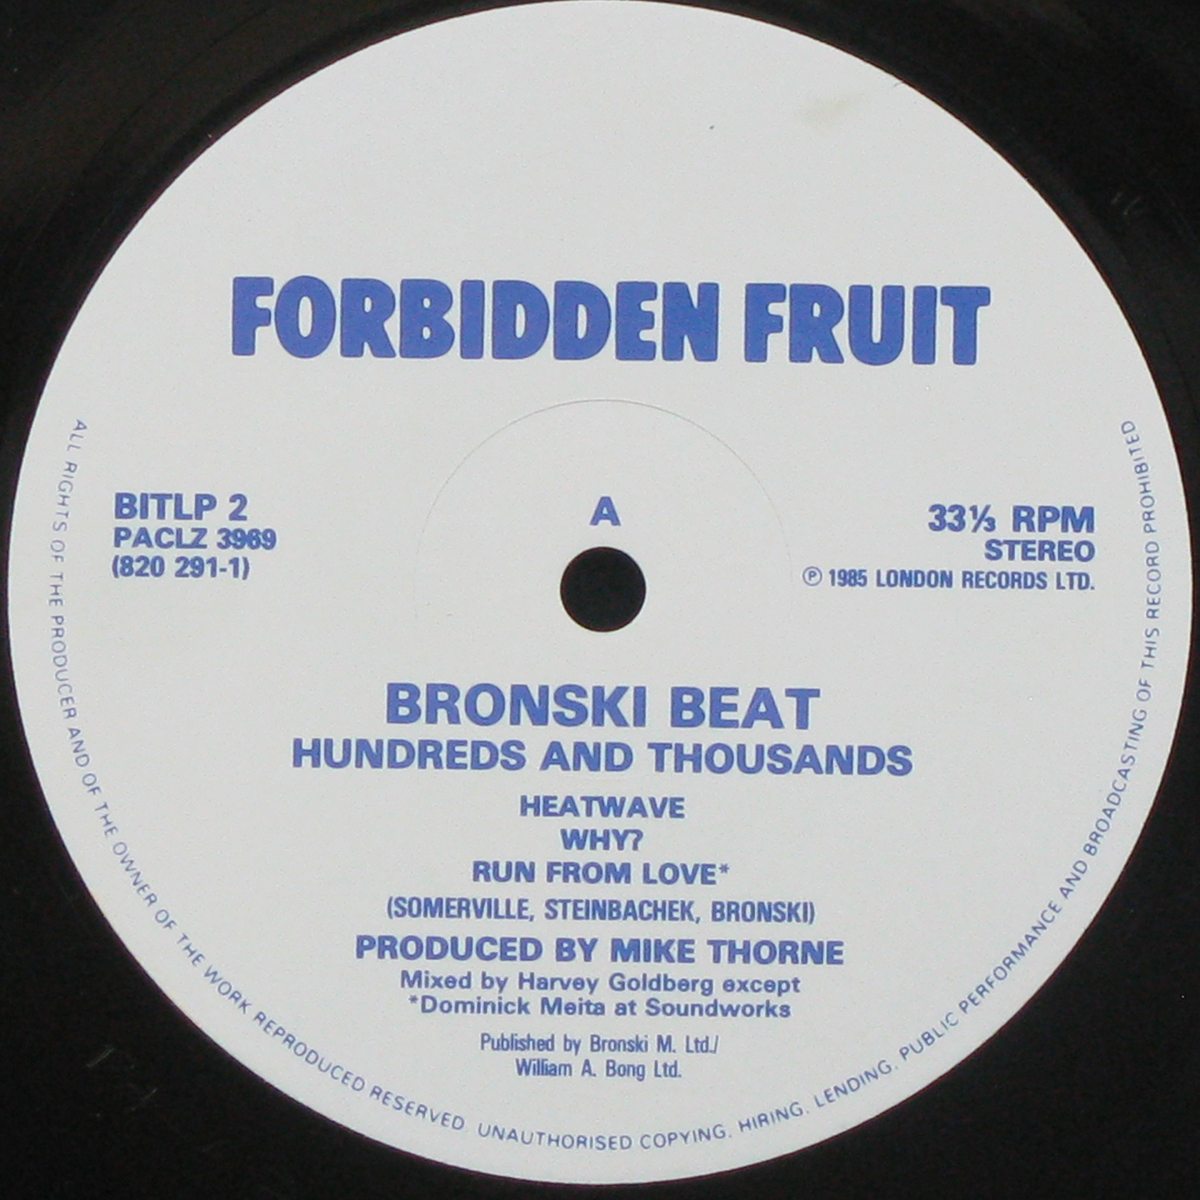 FORBIDDEN FRUIT
BITLP 2
PACLZ 3969
(820 291-1)
A
33⅓ RPM
STEREO
℗ 1985 LONDON RECORDS LTD.
BRONSKI BEAT
HUNDREDS AND THOUSANDS
HEATWAVE
WHY?
RUN FROM LOVE*
(SOMERVILLE, STEINBACHEK, BRONSKI)
PRODUCED BY MIKE THORNE
Mixed by Harvey Goldberg except
*Dominick Meita at Soundworks
Published by Bronski M. Ltd./
William A. Bong Ltd.
ALL RIGHTS OF THE PRODUCER AND OF THE OWNER OF THE WORK REPRODUCED RESERVED. UNAUTHORISED COPYING, HIRING, LENDING, PUBLIC PERFORMANCE AND BROADCASTING OF THIS RECORD PROHIBITED